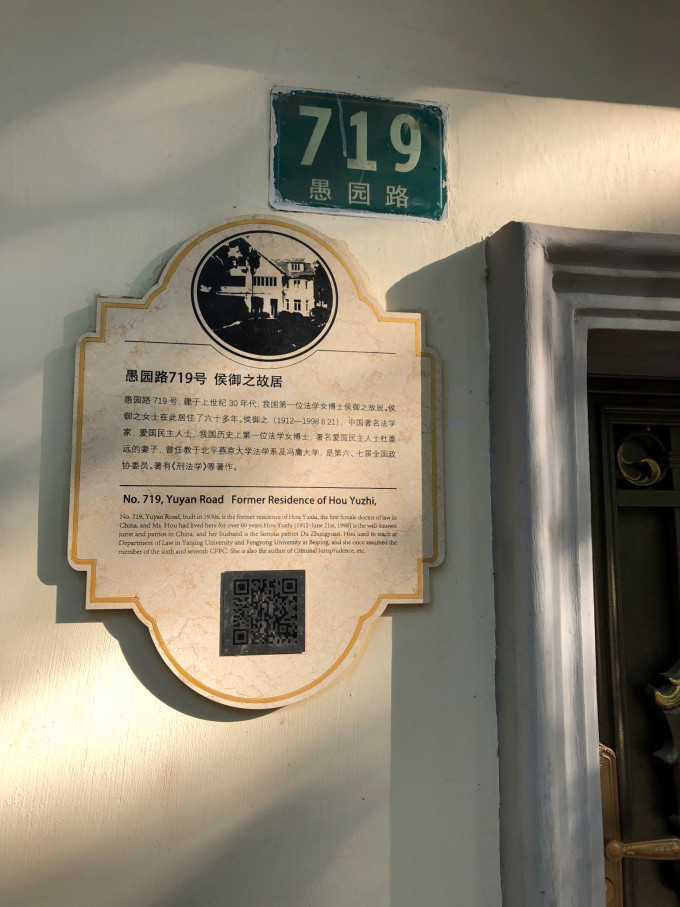 719
愚园路
愚园路719号 侯御之故居
愚园路 719 号，建于上世纪 30 年代，我国第一位法学女博士侯御之故居。侯
御之女士在此居住了六十多年。侯御之（1912—1998.6.21），中国著名法学
家，爱国民主人士，我国历史上第一位法学女博士，著名爱国民主人士杜重
远的妻子，曾任教于北平燕京大学法学系及冯庸大学，是第六、七届全国政
协委员。著有《刑法学》等著作。
No. 719, Yuyan Road Former Residence of Hou Yuzhi,
No. 719, Yuyan Road, built in 1930s, is the former residence of Hou Yushi, the first female doctor of law in
China, and Ms. Hou had lived here for over 60 years.Hou Yuzhi (1912-June 21st, 1998) is the well-known
jurist and patriot in China, and her husband is the famous patriot Du Zhongyuan. Hou used to teach at
Department of Law in Yanjing University and Fengyong University in Beiping, and she once assumed the
member of the sixth and seventh CPPC. She is also the author of Criminal Jurisprudence, etc.